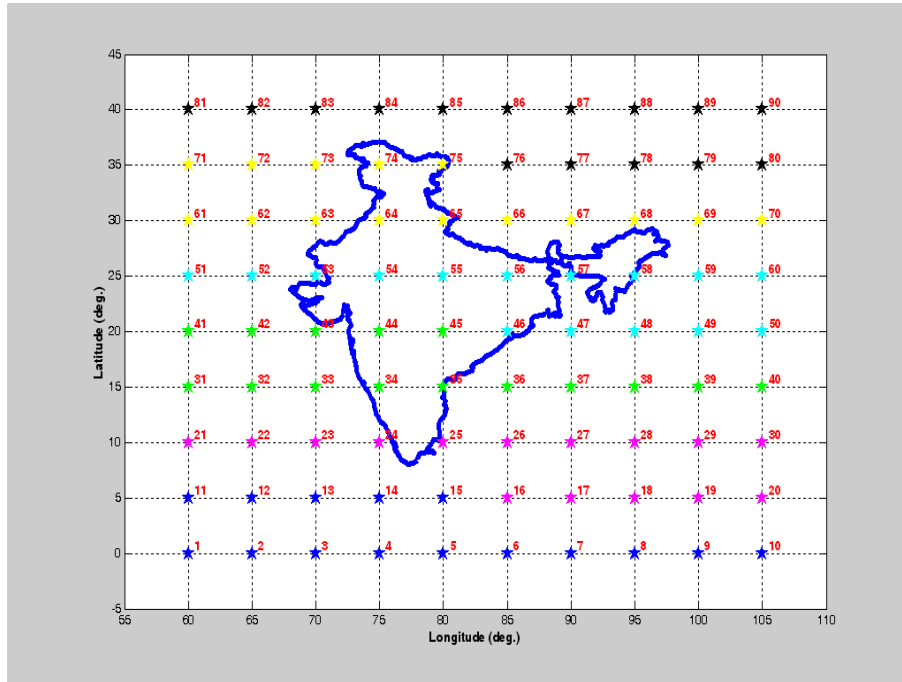 45
81 82 83 84 85 86 87 88 89 90
40
71 72 73 74 75 76 77 78 79 80
35
61 62 63 64 65 66 67 68 69 70
30
51 52 53 54 55 56 57 58 59 60
25
41 42 43 44 45 46 47 48 49 50
20
Latitude (deg.)
31 32 33 34 35 36 37 38 39 40
15
21 22 23 24 25 26 27 28 29 30
10
11 12 13 14 15 16 17 18 19 20
5
1 2 3 4 5 6 7 8 9 10
0
-5
55 60 65 70 75 80 85 90 95 100 105 110
Longitude (deg.)